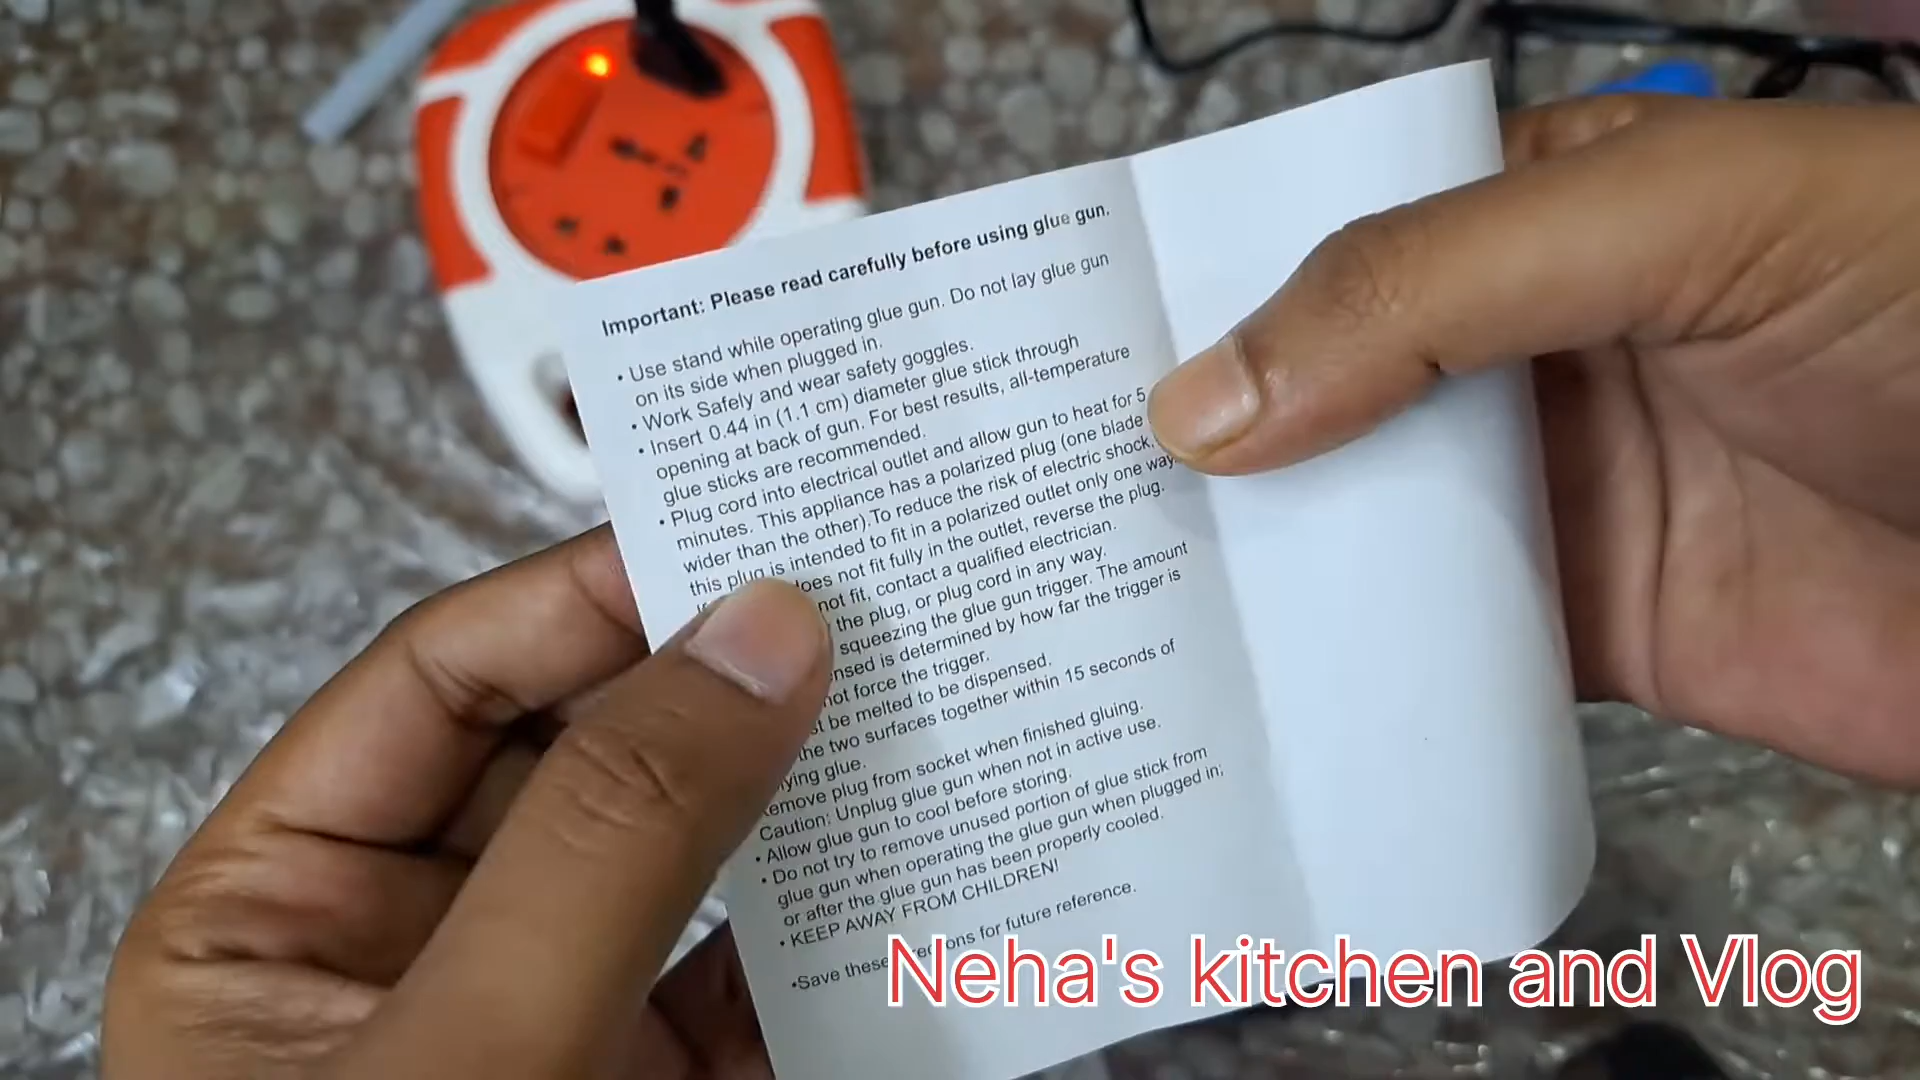 Important: Please read carefully before using glue gun.
• Use stand while operating glue gun. Do not lay glue gun
on its side when plugged in.
• Work Safely and wear safety goggles.
• Insert 0.44 in (1.1 cm) diameter glue stick through
opening at back of gun. For best results, all-temperature
glue sticks are recommended.
• Plug cord into electrical outlet and allow gun to heat for 5
minutes. This appliance has a polarized plug (one blade
wider than the other).To reduce the risk of electric shock,
this plug is intended to fit in a polarized outlet only one way.
does not fit fully in the outlet, reverse the plug.
not fit, contact a qualified electrician.
the plug, or plug cord in any way.
squeezing the glue gun trigger. The amount
is determined by how far the trigger is
not force the trigger.
be melted to be dispensed.
the two surfaces together within 15 seconds of
glue.
plug from socket when finished gluing.
Caution: Unplug glue gun when not in active use.
• Allow glue gun to cool before storing.
• Do not try to remove unused portion of glue stick from
glue gun when operating the glue gun when plugged in;
or after the glue gun has been properly cooled.
• KEEP AWAY FROM CHILDREN!
•Save these for future reference.
Neha's kitchen and Vlog